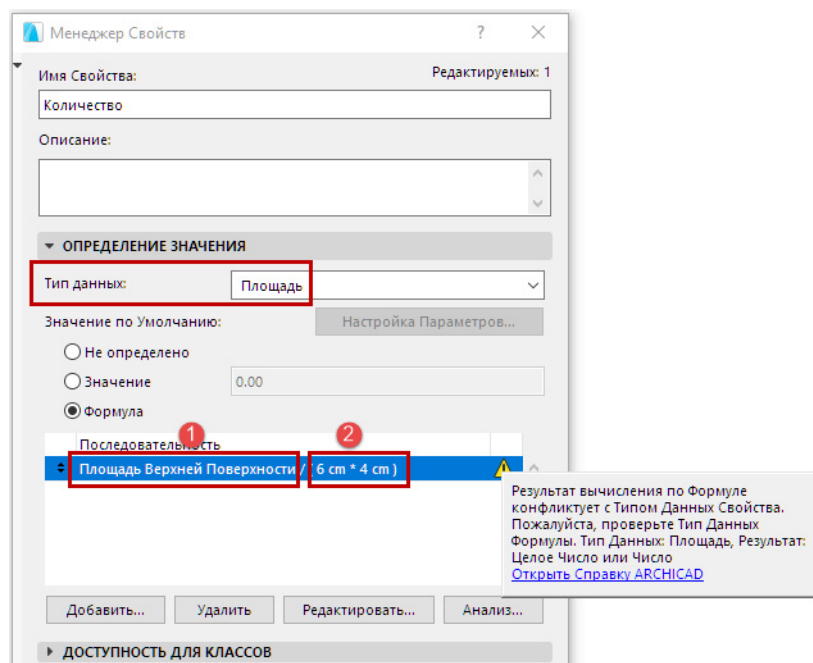 Менеджер Свойств
?
Имя Свойства:
Редактируемых: 1
Количество
Описание:
ОПРЕДЕЛЕНИЕ ЗНАЧЕНИЯ
Тип данных:
Площадь
Значение по Умолчанию:
Настройка Параметров...
Не определено
Значение
0.00
Формула
1
2
Последовательность
Площадь Верхней Поверхности / ( 6 cm * 4 cm )
Результат вычисления по Формуле
конфликтует с Типом Данных Свойства.
Пожалуйста, проверьте Тип Данных
Формулы. Тип Данных: Площадь, Результат:
Целое Число или Число
Открыть Справку ARCHICAD
Добавить...
Удалить
Редактировать...
Анализ...
ДОСТУПНОСТЬ ДЛЯ КЛАССОВ